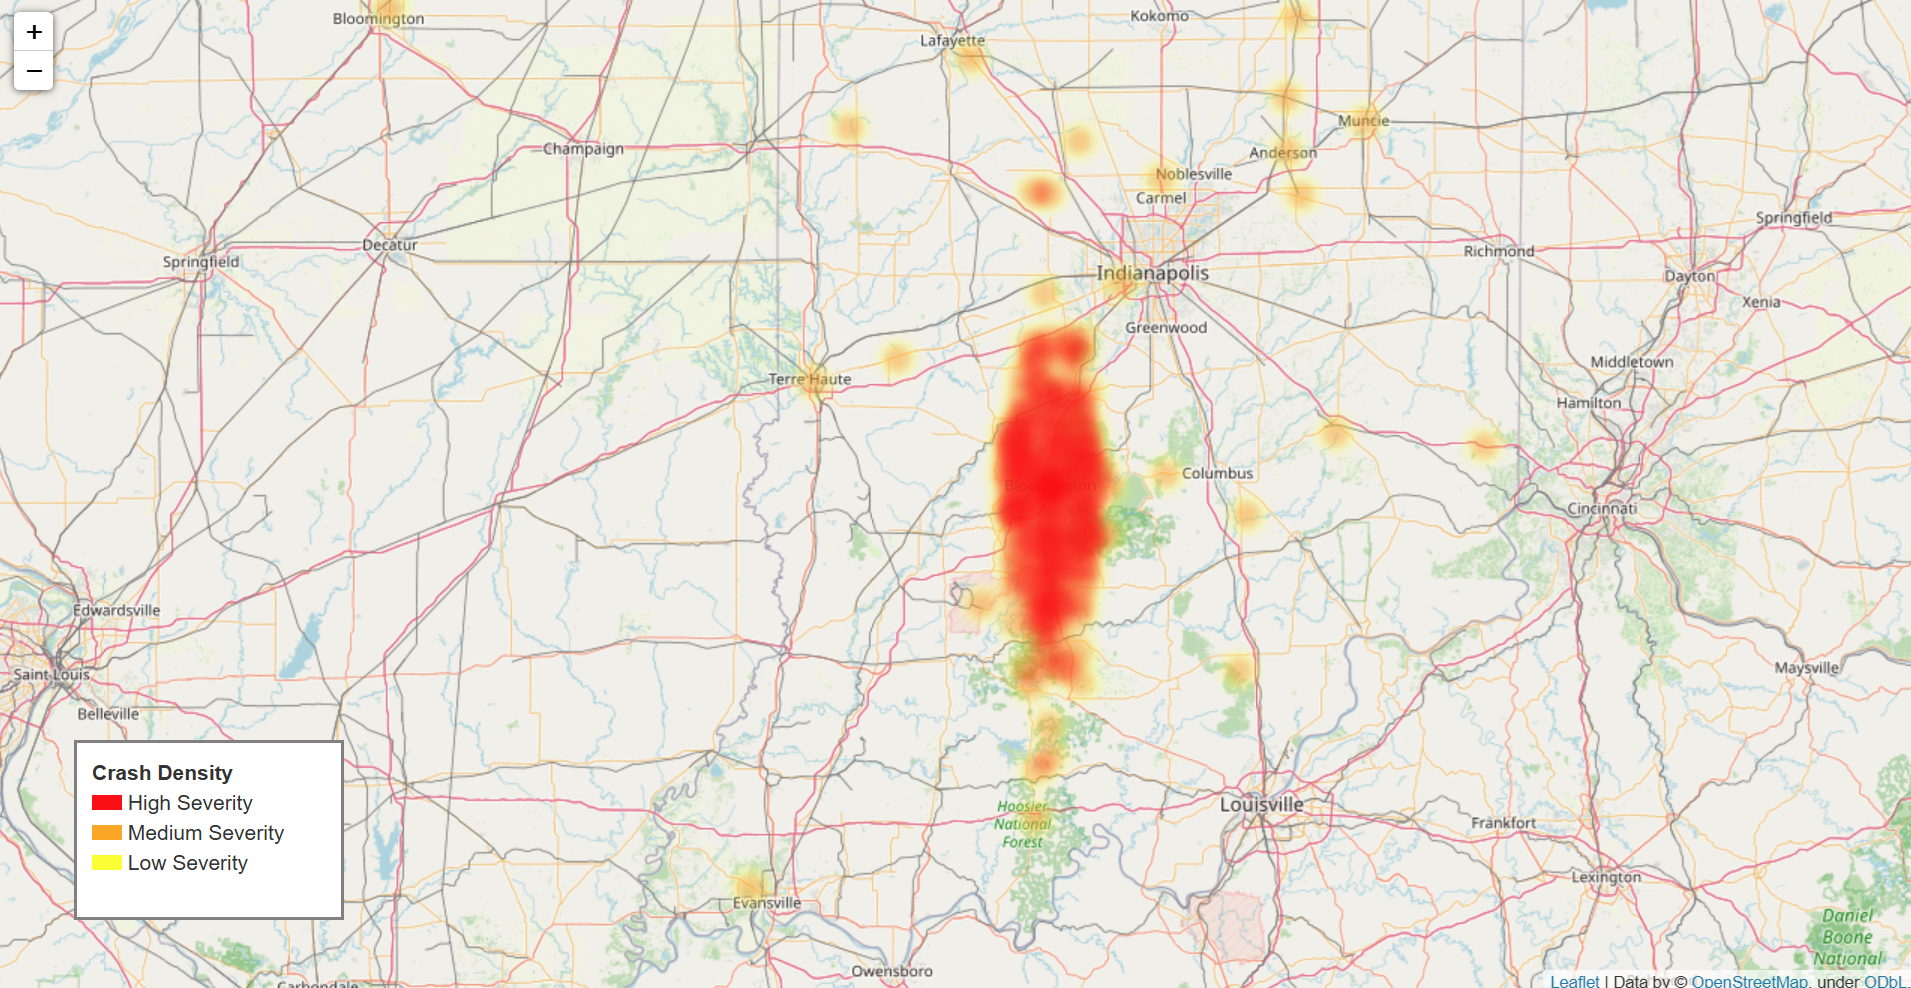 +
−
Bloomington
Kokomo
Lafayette
Muncie
Champaign
Anderson
Noblesville
Carmel
Springfield
Decatur
Springfield
Richmond
Indianapolis
Dayton
Xenia
Greenwood
Middletown
Terre Haute
Hamilton
Columbus
Bloomington
Cincinnati
Edwardsville
Saint Louis
Maysville
Belleville
Crash Density
High Severity
Medium Severity
Low Severity
Hoosier
National
Forest
Louisville
Frankfort
Lexington
Evansville
Daniel
Boone
National
Owensboro
Carbondale
Leaflet | Data by © OpenStreetMap, under ODbL.